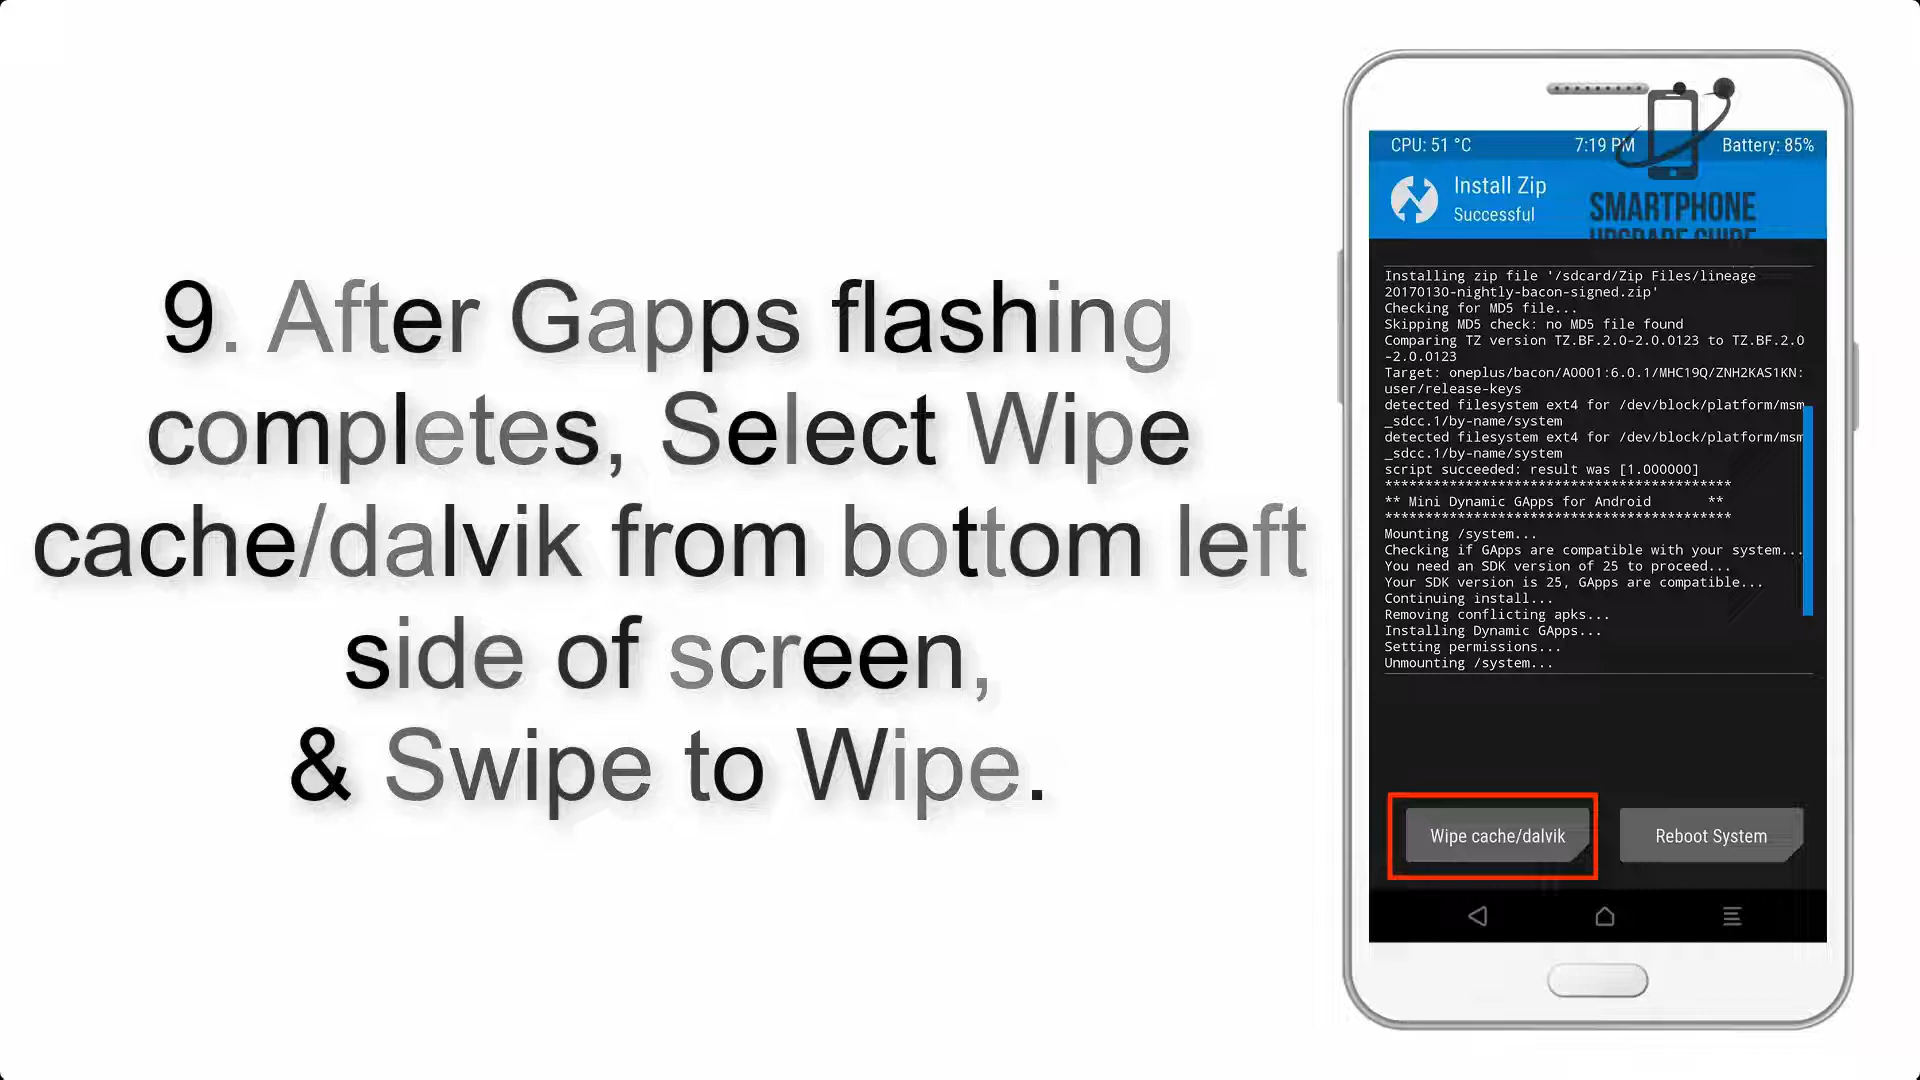 9. After Gapps flashing
completes, Select Wipe
cache/dalvik from bottom left
side of screen,
& Swipe to Wipe.
CPU: 51 °C 7:19 PM Battery: 85%
Install Zip
Successful
SMARTPHONE
UPGRADE GUIDE
Installing zip file '/sdcard/Zip Files/lineage
20170130-nightly-bacon-signed.zip'
Checking for MD5 file...
Skipping MD5 check: no MD5 file found
Comparing TZ version TZ.BF.2.0-2.0.0123 to TZ.BF.2.0
-2.0.0123
Target: oneplus/bacon/A0001:6.0.1/MHC19Q/ZNH2KAS1KN:
user/release-keys
detected filesystem ext4 for /dev/block/platform/msm
_sdcc.1/by-name/system
detected filesystem ext4 for /dev/block/platform/msm
_sdcc.1/by-name/system
script succeeded: result was [1.000000]
********************************************
** Mini Dynamic GApps for Android **
********************************************
Mounting /system...
Checking if GApps are compatible with your system...
You need an SDK version of 25 to proceed...
Your SDK version is 25, GApps are compatible...
Continuing install...
Removing conflicting apks...
Installing Dynamic GApps...
Setting permissions...
Unmounting /system...
Wipe cache/dalvik Reboot System